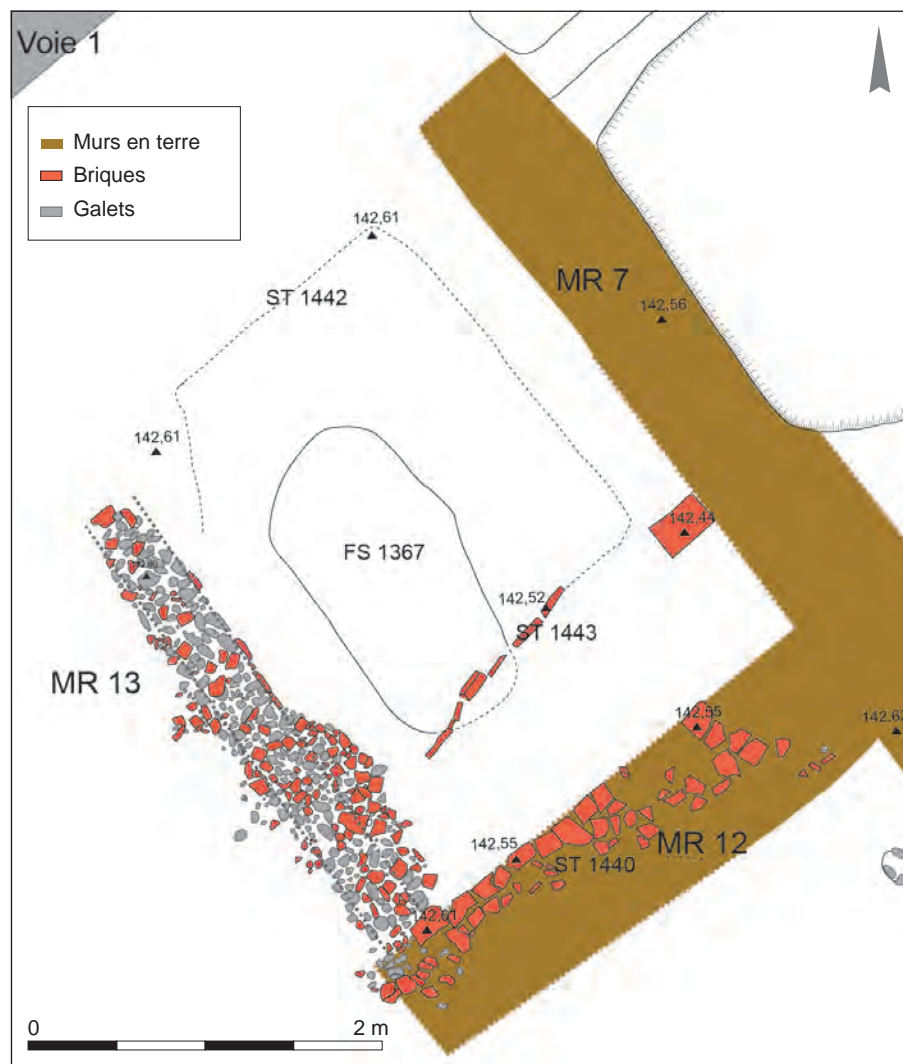 Voie 1
Murs en terre
Briques
Galets
142,61
ST 1442
MR 7
142,56
142,61
142,44
FS 1367
142,52
ST 1443
MR 13
142,55
142,55
MR 12
ST 1440
142,61
0
2 m